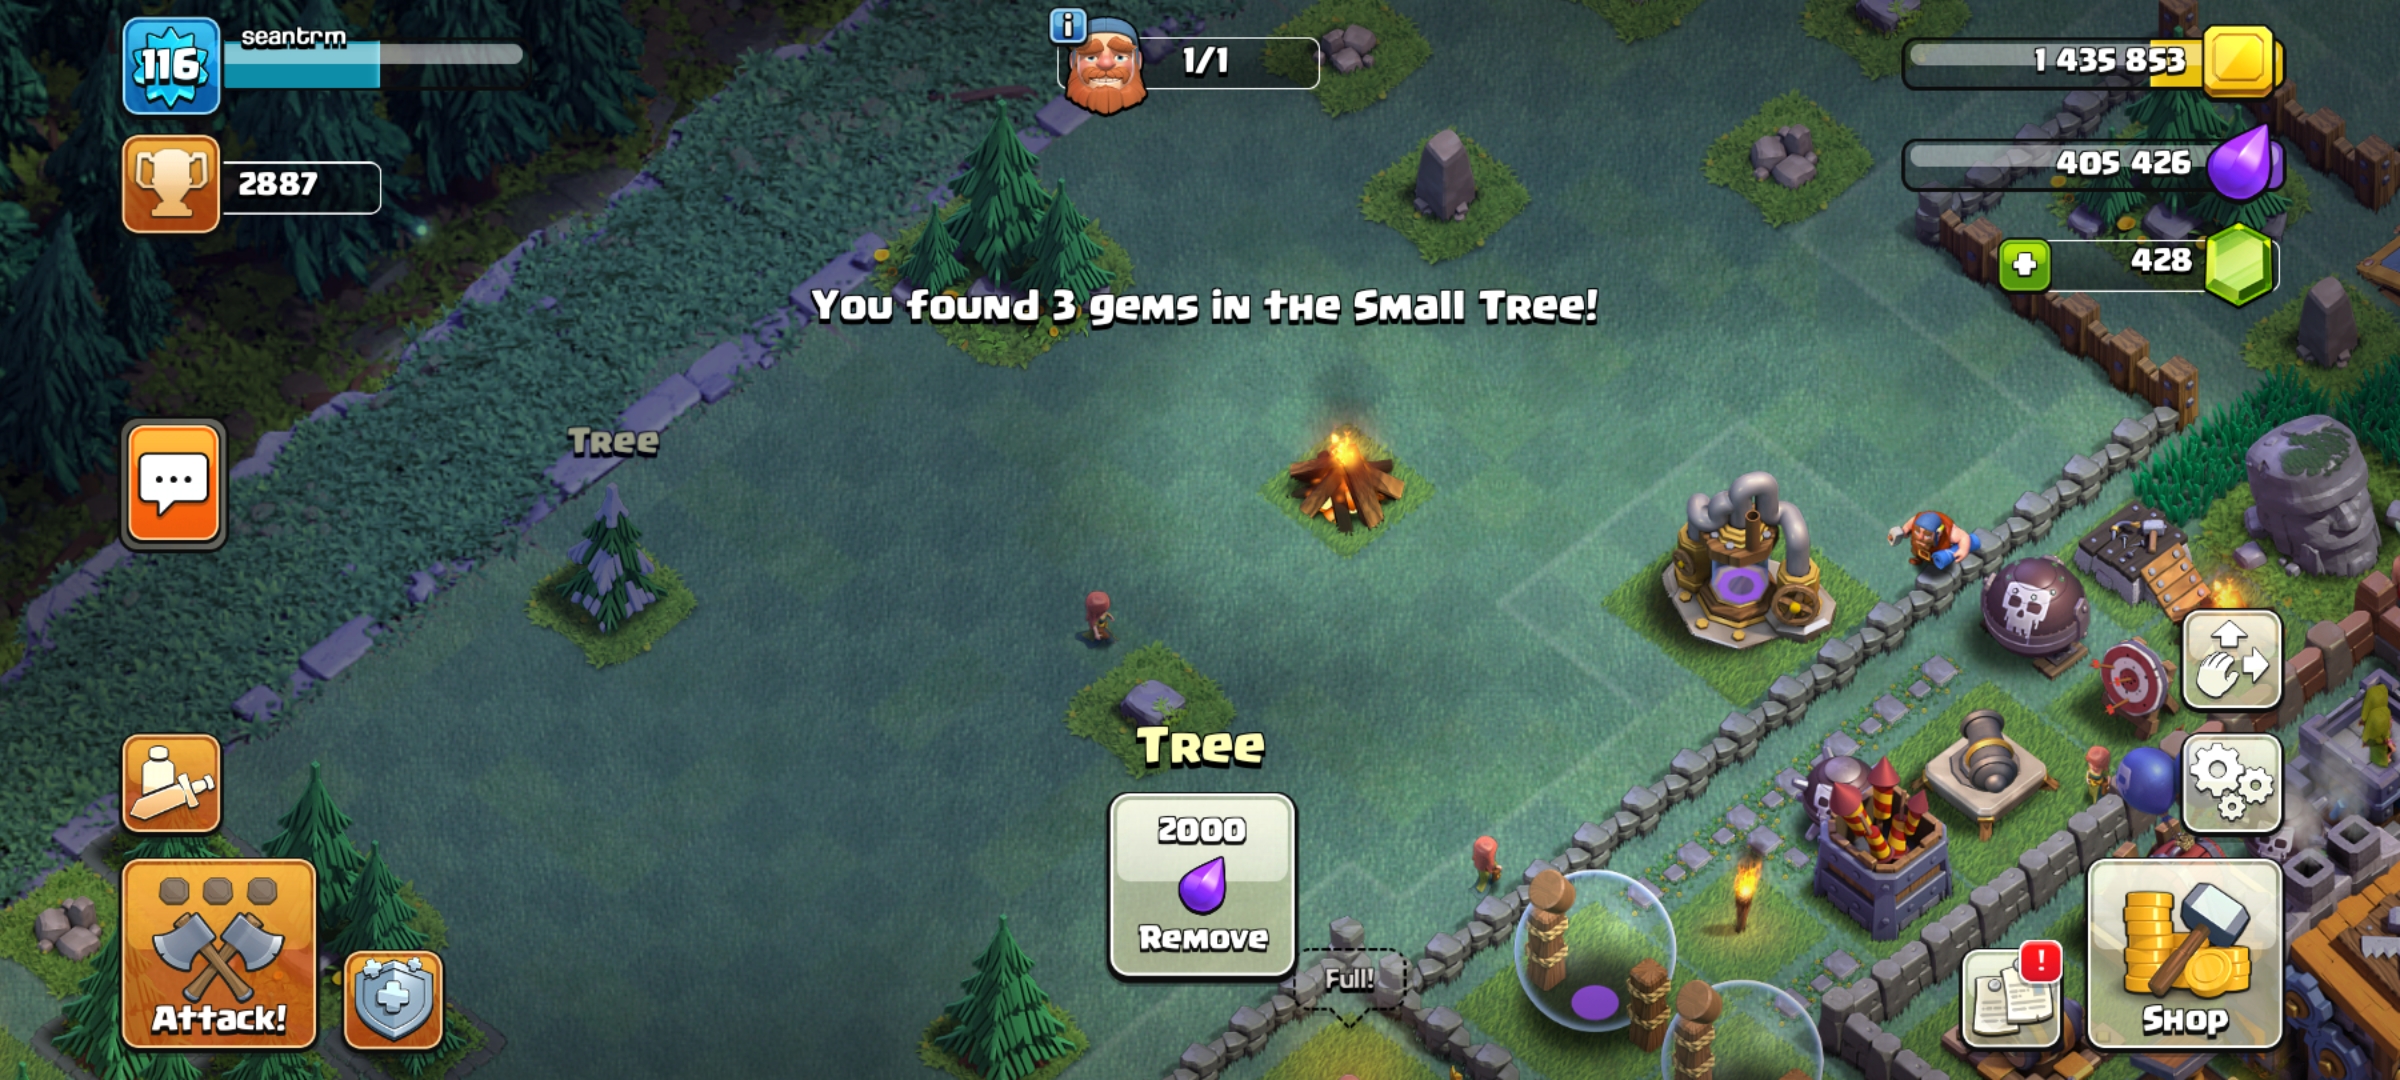 116
seantrm
1/1
1 435 853
2887
405 426
428
You found 3 gems in the Small Tree!
Tree
Tree
2000
Remove
Full!
Attack!
!
Shop